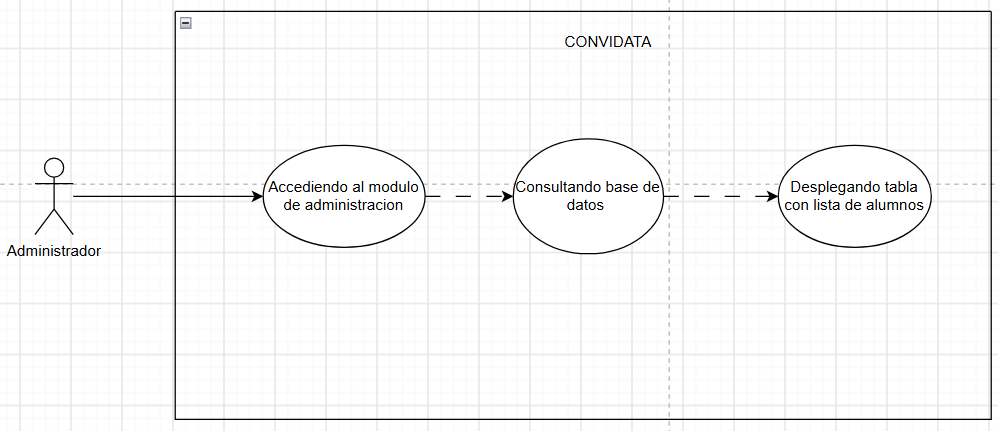 CONVIDATA
Administrador
Accediendo al modulo
de administracion
Consultando base de
datos
Desplegando tabla
con lista de alumnos